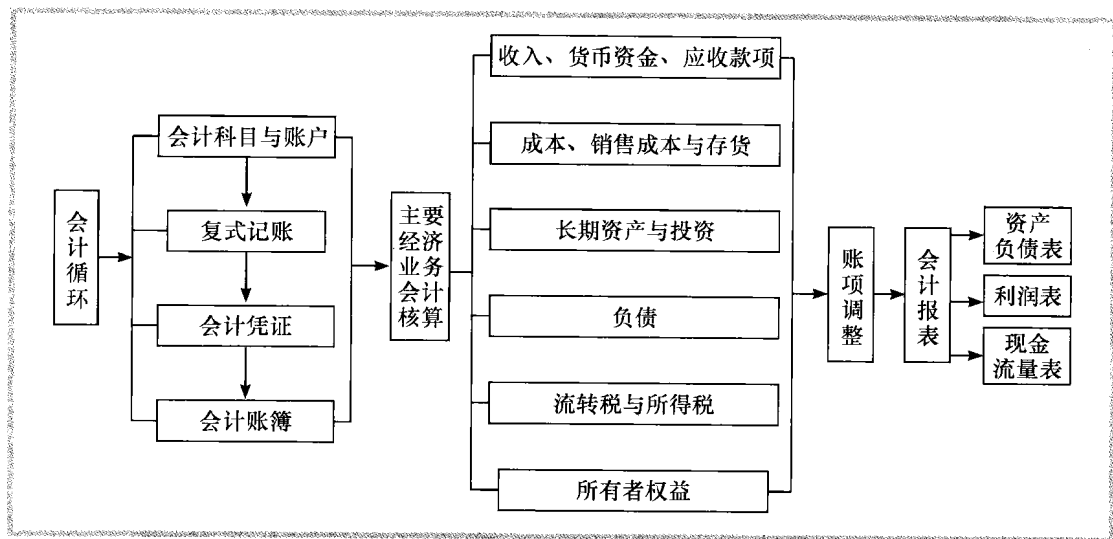 会计循环
会计科目与账户
复式记账
会计凭证
会计账簿
主要
经济
业务
会计
核算
收入、货币资金、应收款项
成本、销售成本与存货
长期资产与投资
负债
流转税与所得税
所有者权益
账项调整
会计报表
资产
负债表
利润表
现金
流量表